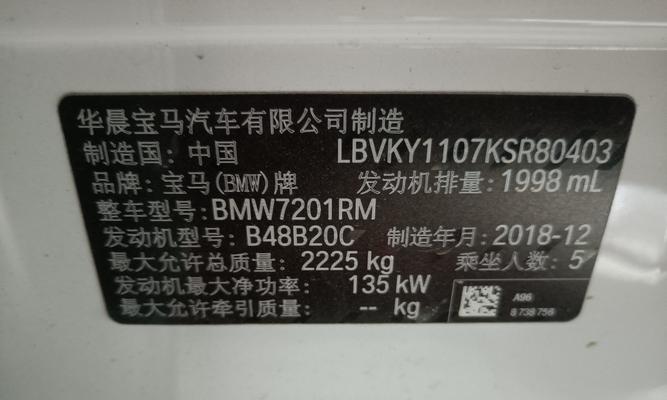 华晨宝马汽车有限公司制造
制造国: 中国 LBVKY1107KSR80403
品牌: 宝马(BMW)牌 发动机排量: 1998 mL
整车型号:BMW7201RM
发动机型号: B48B20C 制造年月: 2018-12
最大允许总质量: 2225 kg 乘坐人数: 5
发动机最大净功率: 135 kW
最大允许牵引质量: -- kg
A96
8 738 756